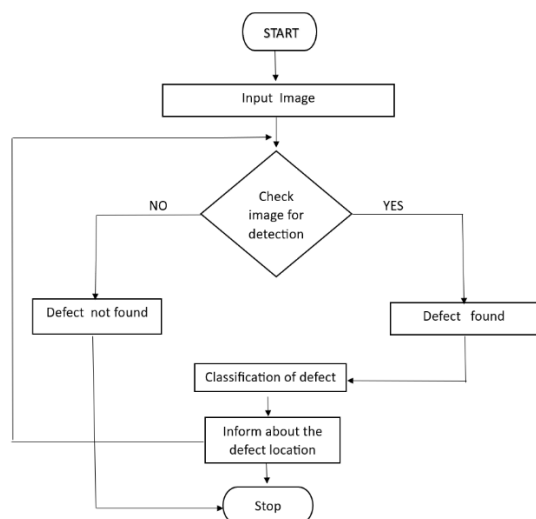 START
Input Image
Check
image for
detection
NO
YES
Defect not found
Defect found
Classification of defect
Inform about the
defect location
Stop